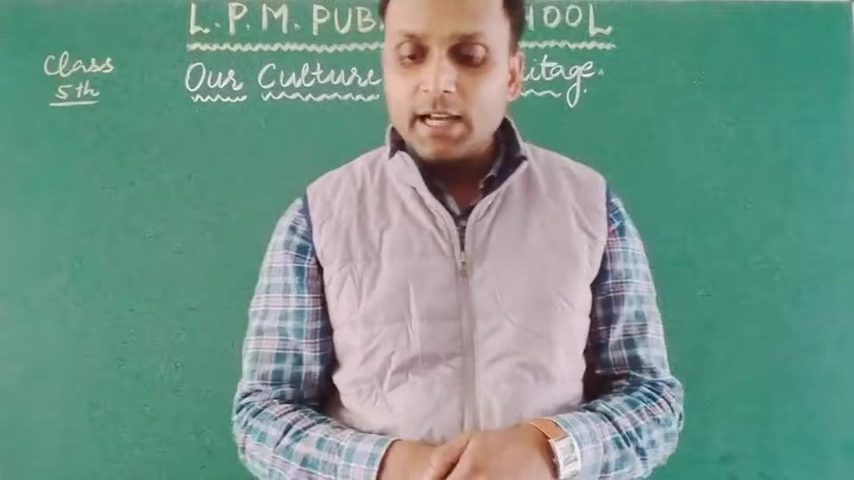 L.P.M. PUB OOL
Our Culture itage.
Class
5th